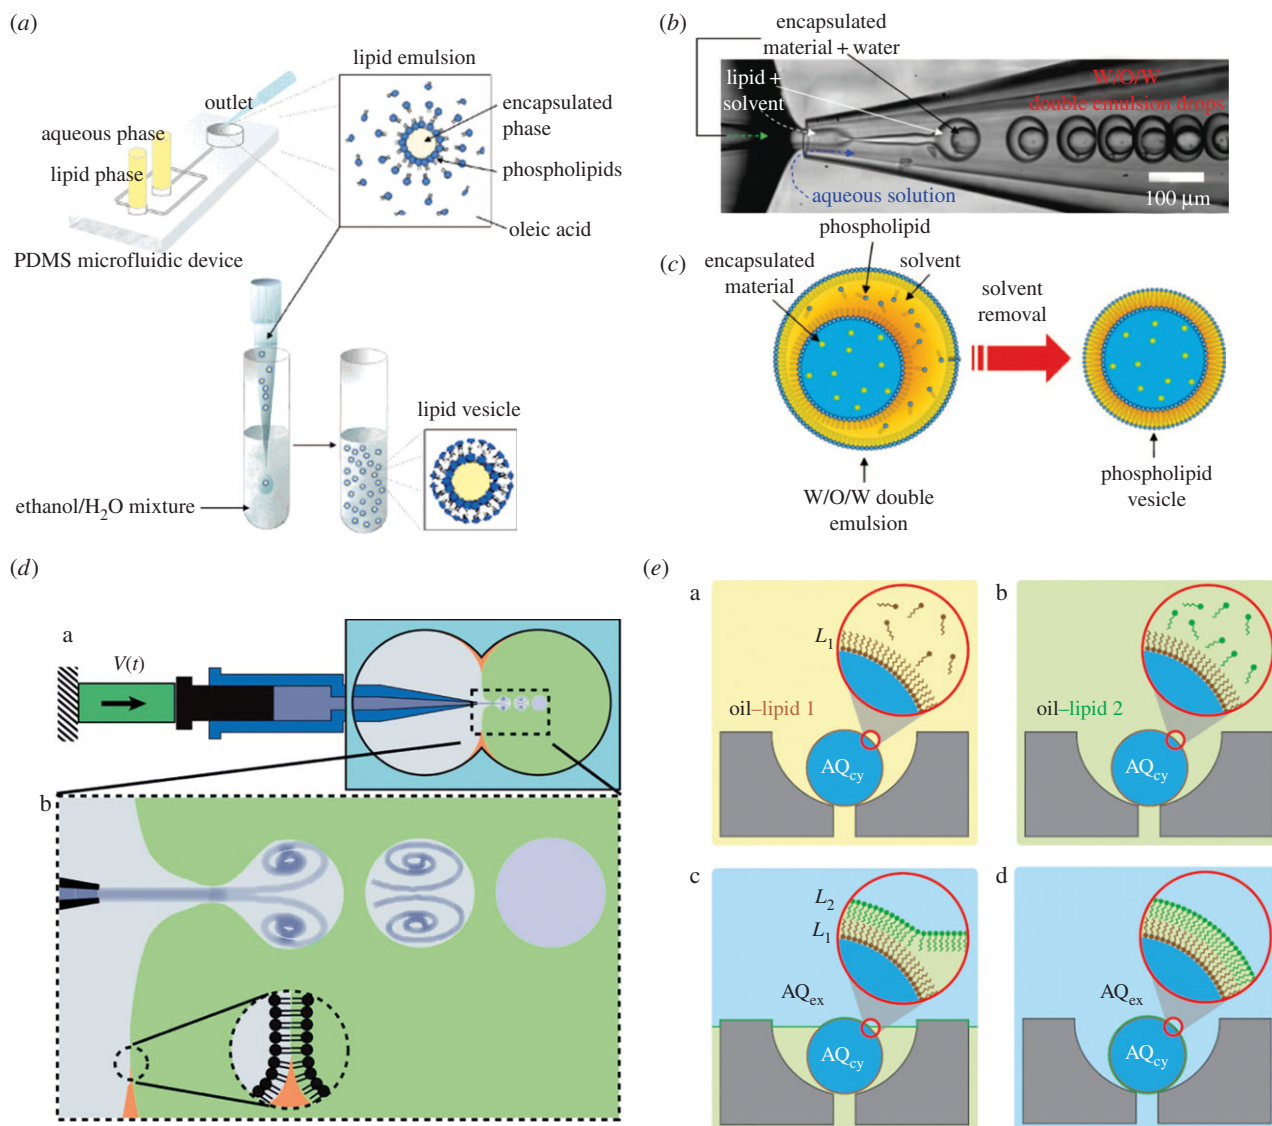 (a)
lipid emulsion
outlet
aqueous phase
lipid phase
encapsulated
phase
phospholipids
oleic acid
PDMS microfluidic device
lipid vesicle
ethanol/H₂O mixture
(b)
encapsulated
material + water
lipid +
solvent
W/O/W
double emulsion drops
aqueous solution
100 µm
(c)
phospholipid
encapsulated
material
solvent
solvent
removal
W/O/W double
emulsion
phospholipid
vesicle
(d)
a
V(t)
b
(e)
a
L₁
oil–lipid 1
AQcy
b
oil–lipid 2
AQcy
c
L₂
L₁
AQex
AQcy
d
AQex
AQcy